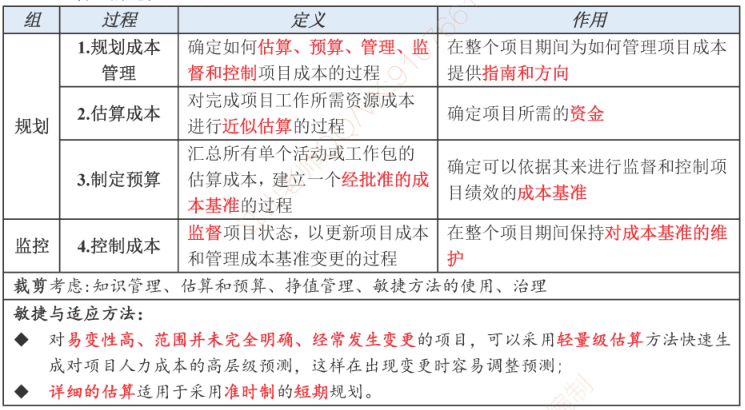 组 过程 定义 作用
规划
1.规划成本
管理
确定如何估算、预算、管理、监
督和控制项目成本的过程
在整个项目期间为如何管理项目成本
提供指南和方向
2.估算成本
对完成项目工作所需资源成本
进行近似估算的过程
确定项目所需的资金
3.制定预算
汇总所有单个活动或工作包的
估算成本，建立一个经批准的成
本基准的过程
确定可以依据其来进行监督和控制项
目绩效的成本基准
监控
4.控制成本
监督项目状态，以更新项目成本
和管理成本基准变更的过程
在整个项目期间保持对成本基准的维
护
裁剪考虑:知识管理、估算和预算、挣值管理、敏捷方法的使用、治理
敏捷与适应方法：
◆ 对易变性高、范围并未完全明确、经常发生变更的项目，可以采用轻量级估算方法快速生
成对项目人力成本的高层级预测，这样在出现变更时容易调整预测；
◆ 详细的估算适用于采用准时制的短期规划。